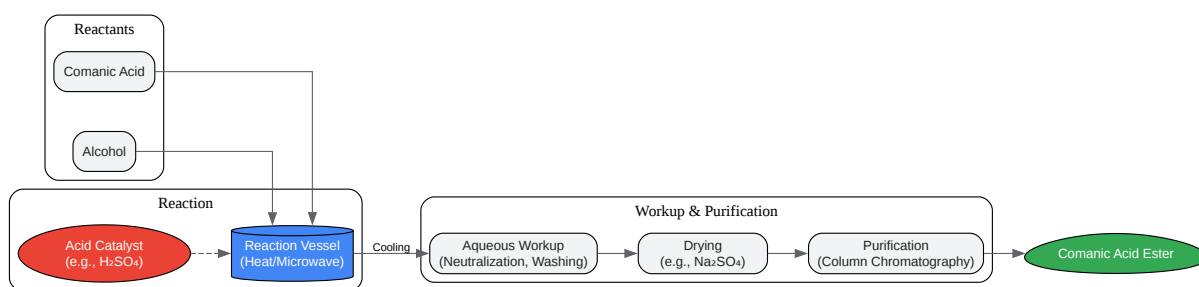 Reactants
Comanic Acid
Alcohol
Reaction
Acid Catalyst
(e.g., H₂SO₄)
Reaction Vessel
(Heat/Microwave)
Cooling
Workup & Purification
Aqueous Workup
(Neutralization, Washing)
Drying
(e.g., Na₂SO₄)
Purification
(Column Chromatography)
Comanic Acid Ester